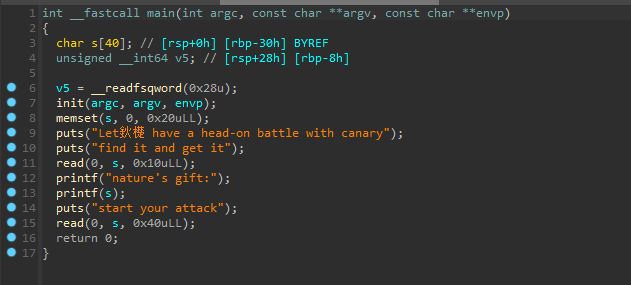 1 int __fastcall main(int argc, const char **argv, const char **envp)
2 {
3 char s[40]; // [rsp+0h] [rbp-30h] BYREF
4 unsigned __int64 v5; // [rsp+28h] [rbp-8h]
5
6 v5 = __readfsqword(0x28u);
7 init(argc, argv, envp);
8 memset(s, 0, 0x20uLL);
9 puts("Let鈥檚 have a head-on battle with canary");
10 puts("find it and get it");
11 read(0, s, 0x10uLL);
12 printf("nature's gift:");
13 printf(s);
14 puts("start your attack");
15 read(0, s, 0x40uLL);
16 return 0;
17 }